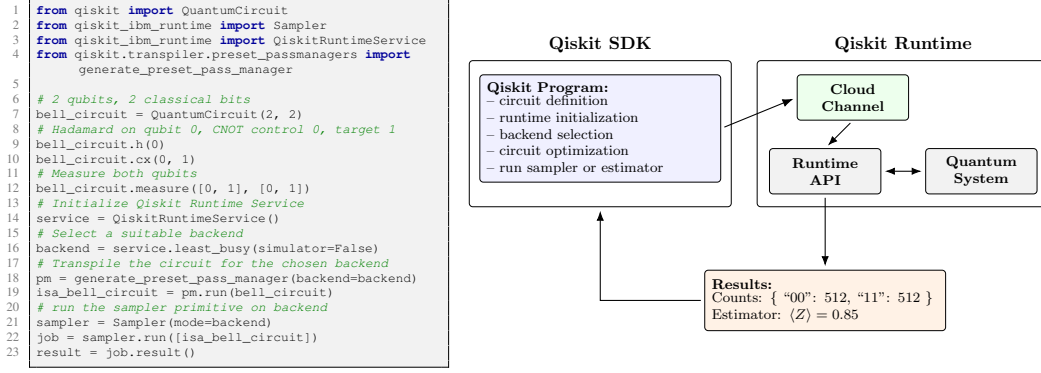 1 from qiskit import QuantumCircuit
2 from qiskit_ibm_runtime import Sampler
3 from qiskit_ibm_runtime import QiskitRuntimeService
4 from qiskit.transpiler.preset_passmanagers import
generate_preset_pass_manager
5
6 # 2 qubits, 2 classical bits
7 bell_circuit = QuantumCircuit(2, 2)
8 # Hadamard on qubit 0, CNOT control 0, target 1
9 bell_circuit.h(0)
10 bell_circuit.cx(0, 1)
11 # Measure both qubits
12 bell_circuit.measure([0, 1], [0, 1])
13 # Initialize Qiskit Runtime Service
14 service = QiskitRuntimeService()
15 # Select a suitable backend
16 backend = service.least_busy(simulator=False)
17 # Transpile the circuit for the chosen backend
18 pm = generate_preset_pass_manager(backend=backend)
19 isa_bell_circuit = pm.run(bell_circuit)
20 # run the sampler primitive on backend
21 sampler = Sampler(mode=backend)
22 job = sampler.run([isa_bell_circuit])
23 result = job.result()
Qiskit SDK
Qiskit Program:
– circuit definition
– runtime initialization
– backend selection
– circuit optimization
– run sampler or estimator
Qiskit Runtime
Cloud
Channel
Runtime
API
Quantum
System
Results:
Counts: { “00”: 512, “11”: 512 }
Estimator: ⟨Z⟩ = 0.85